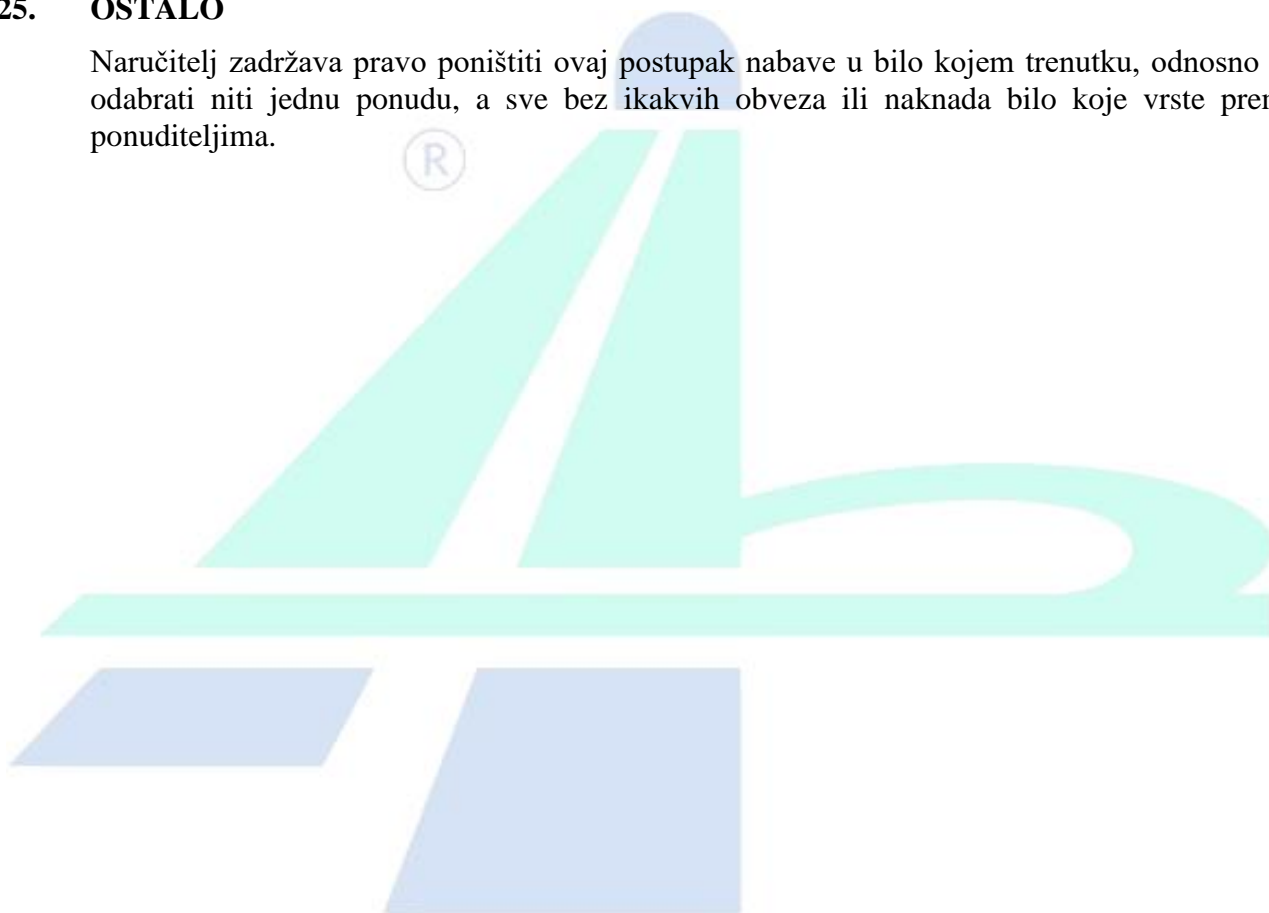 25. OSTALO
Naručitelj zadržava pravo poništiti ovaj postupak nabave u bilo kojem trenutku, odnosno
odabrati niti jednu ponudu, a sve bez ikakvih obveza ili naknada bilo koje vrste prem
ponuditeljima.
®